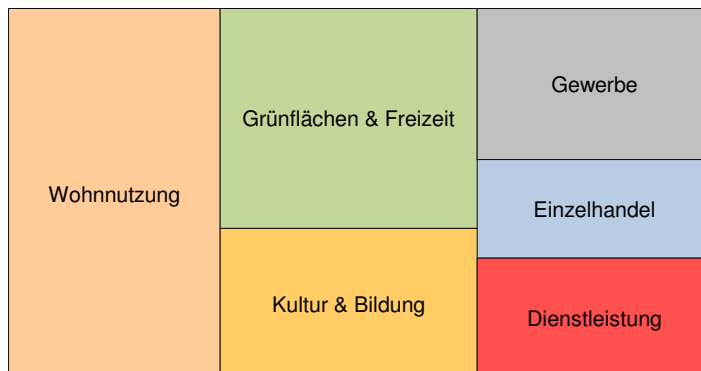 Wohnnutzung
Grünflächen & Freizeit
Kultur & Bildung
Gewerbe
Einzelhandel
Dienstleistung